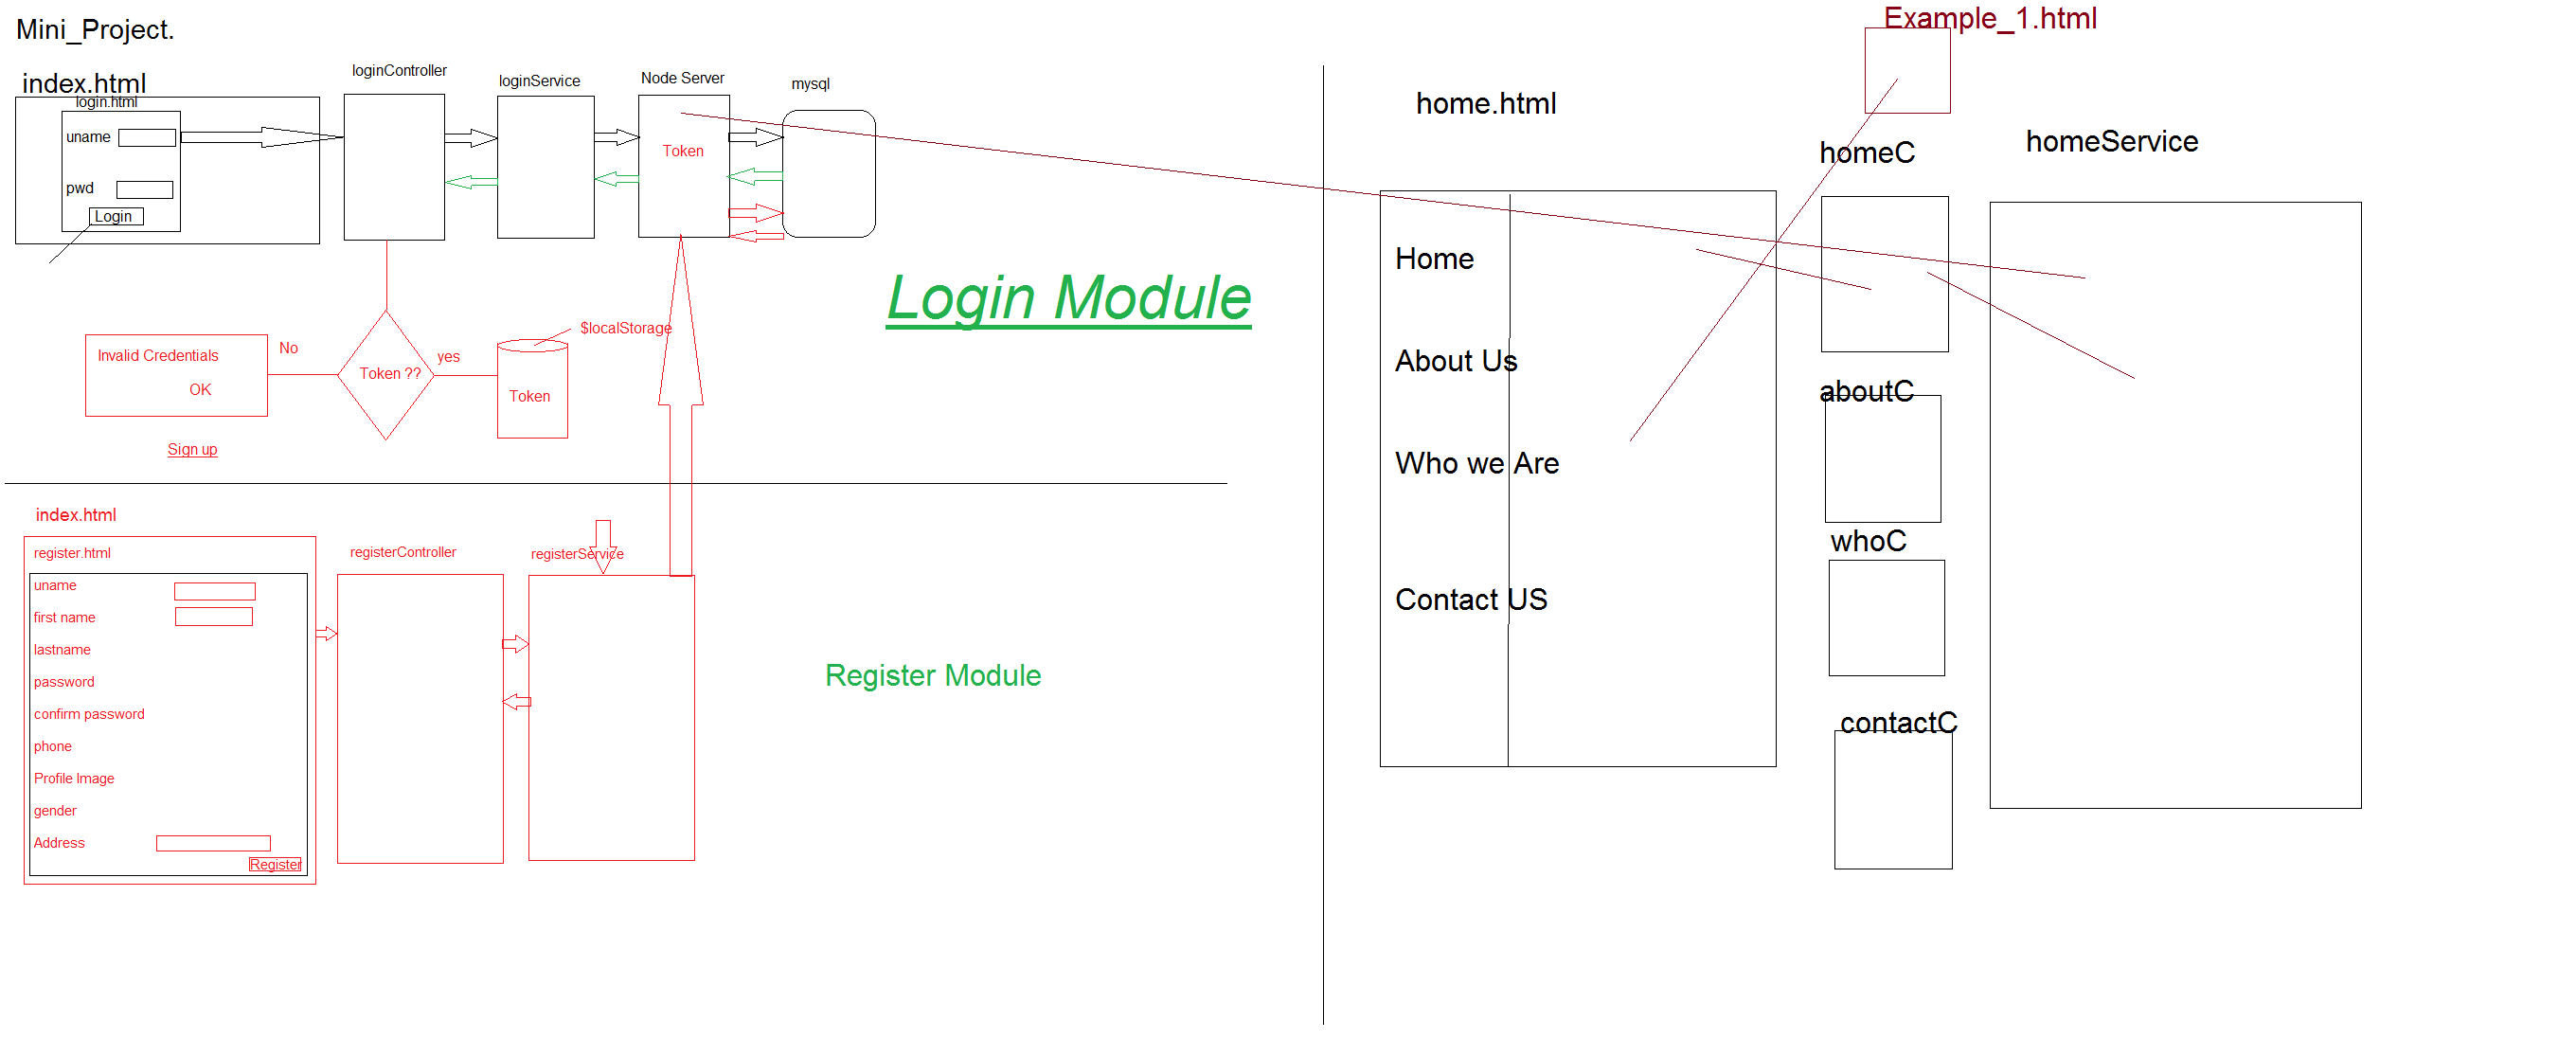 Mini_Project.
index.html
login.html
uname
pwd
Login
loginController
loginService
Node Server
mysql
Token
Login Module
Invalid Credentials
OK
No
Token ??
yes
$localStorage
Token
Sign up
index.html
register.html
uname
first name
lastname
password
confirm password
phone
Profile Image
gender
Address
Register
registerController
registerService
Register Module
Example_1.html
home.html
homeC
homeService
Home
About Us
Who we Are
Contact US
aboutC
whoC
contactC